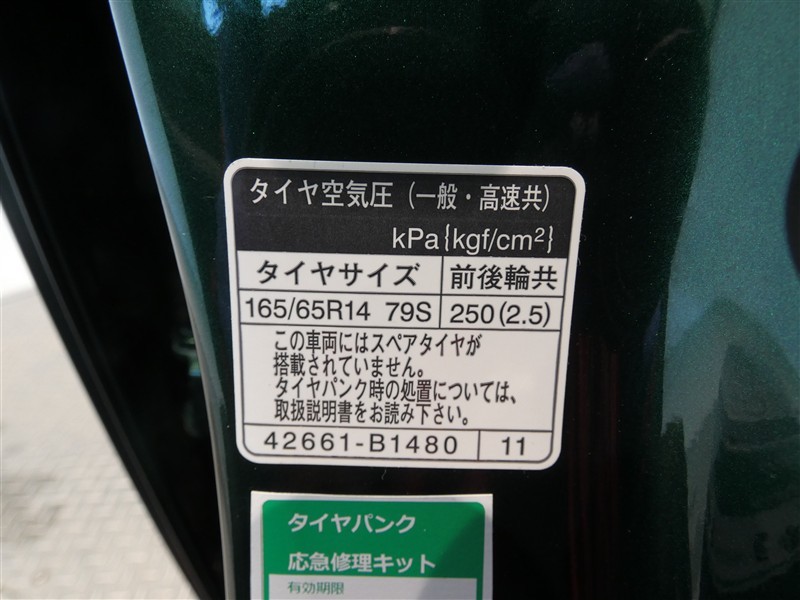 タイヤ空気圧（一般・高速共）
kPa{kgf/cm²}
タイヤサイズ 前後輪共
165/65R14 79S 250(2.5)
この車両にはスペアタイヤが
搭載されていません。
タイヤパンク時の処置については、
取扱説明書をお読み下さい。
42661-B1480 11
タイヤパンク
応急修理キット
有効期限